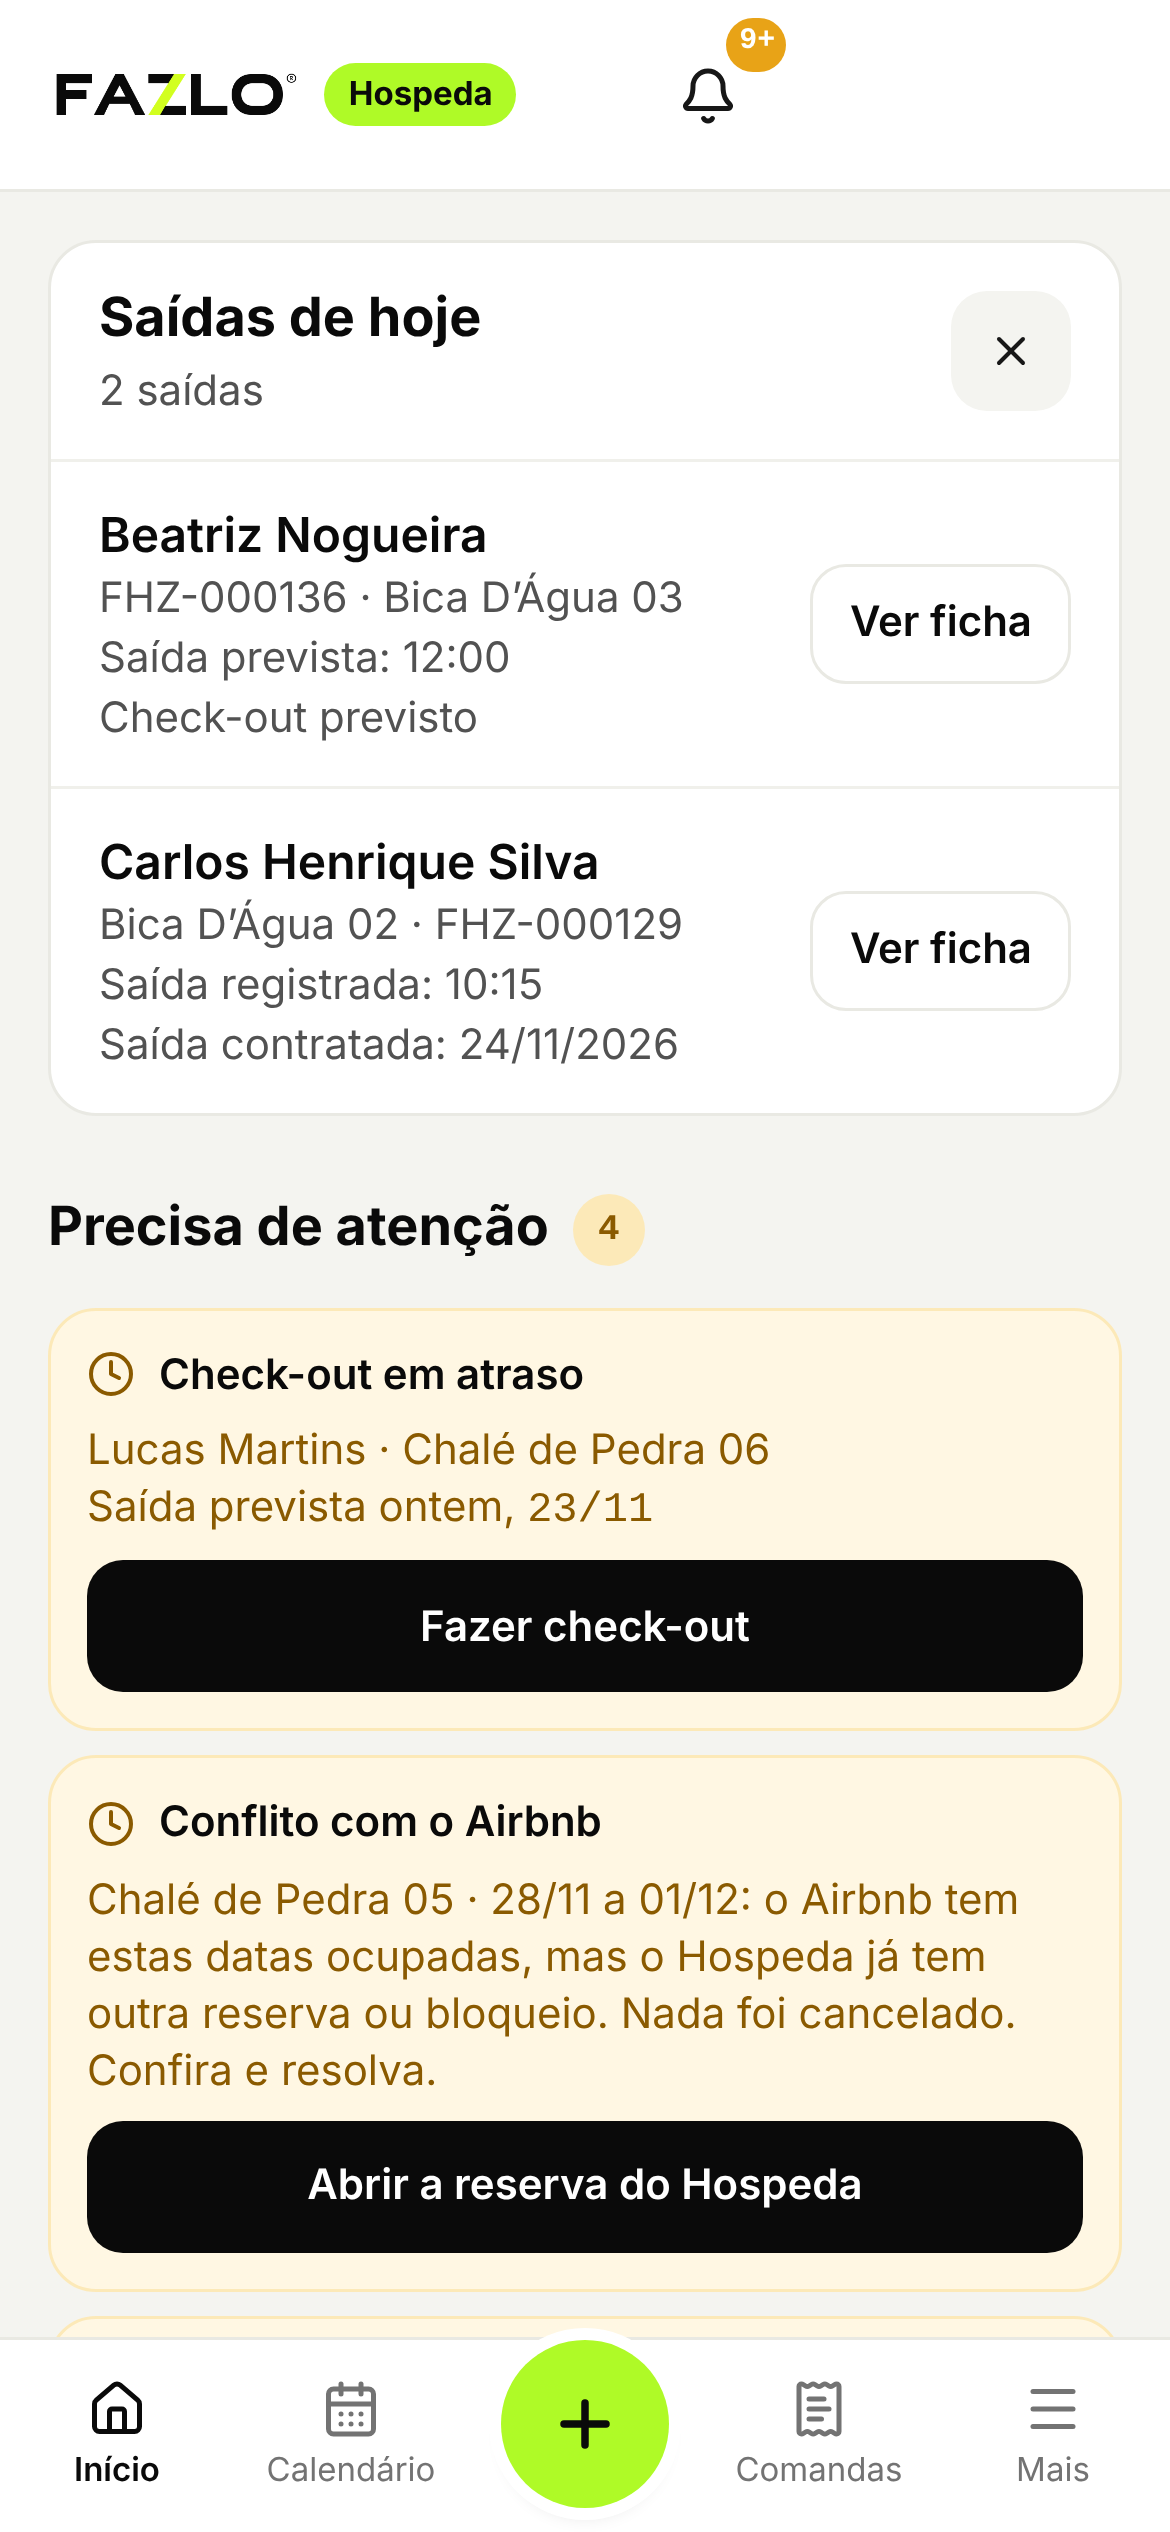 FAZLO®
Hospeda
9+
Saídas de hoje
2 saídas
Beatriz Nogueira
FHZ-000136 · Bica D’Água 03
Saída prevista: 12:00
Check-out previsto
Ver ficha
Carlos Henrique Silva
Bica D’Água 02 · FHZ-000129
Saída registrada: 10:15
Saída contratada: 24/11/2026
Ver ficha
Precisa de atenção 4
Check-out em atraso
Lucas Martins · Chalé de Pedra 06
Saída prevista ontem, 23/11
Fazer check-out
Conflito com o Airbnb
Chalé de Pedra 05 · 28/11 a 01/12: o Airbnb tem
estas datas ocupadas, mas o Hospeda já tem
outra reserva ou bloqueio. Nada foi cancelado.
Confira e resolva.
Abrir a reserva do Hospeda
Início
Calendário
Comandas
Mais